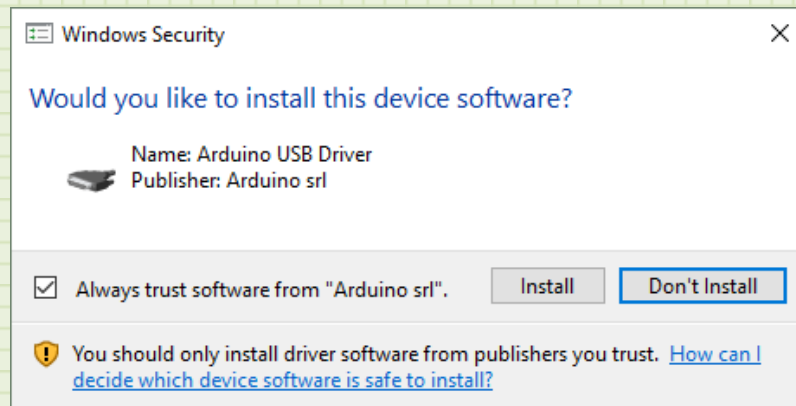 Windows Security
Would you like to install this device software?
Name: Arduino USB Driver
Publisher: Arduino srl
Always trust software from "Arduino srl".
Install
Don't Install
You should only install driver software from publishers you trust. How can I
decide which device software is safe to install?